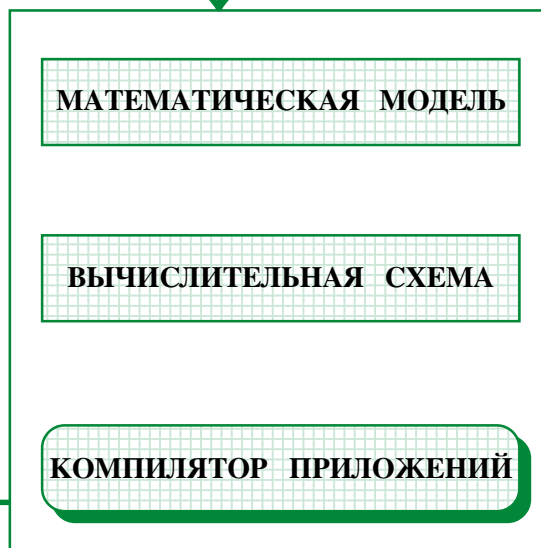 МАТЕМАТИЧЕСКАЯ МОДЕЛЬ
ВЫЧИСЛИТЕЛЬНАЯ СХЕМА
КОМПИЛЯТОР ПРИЛОЖЕНИЙ